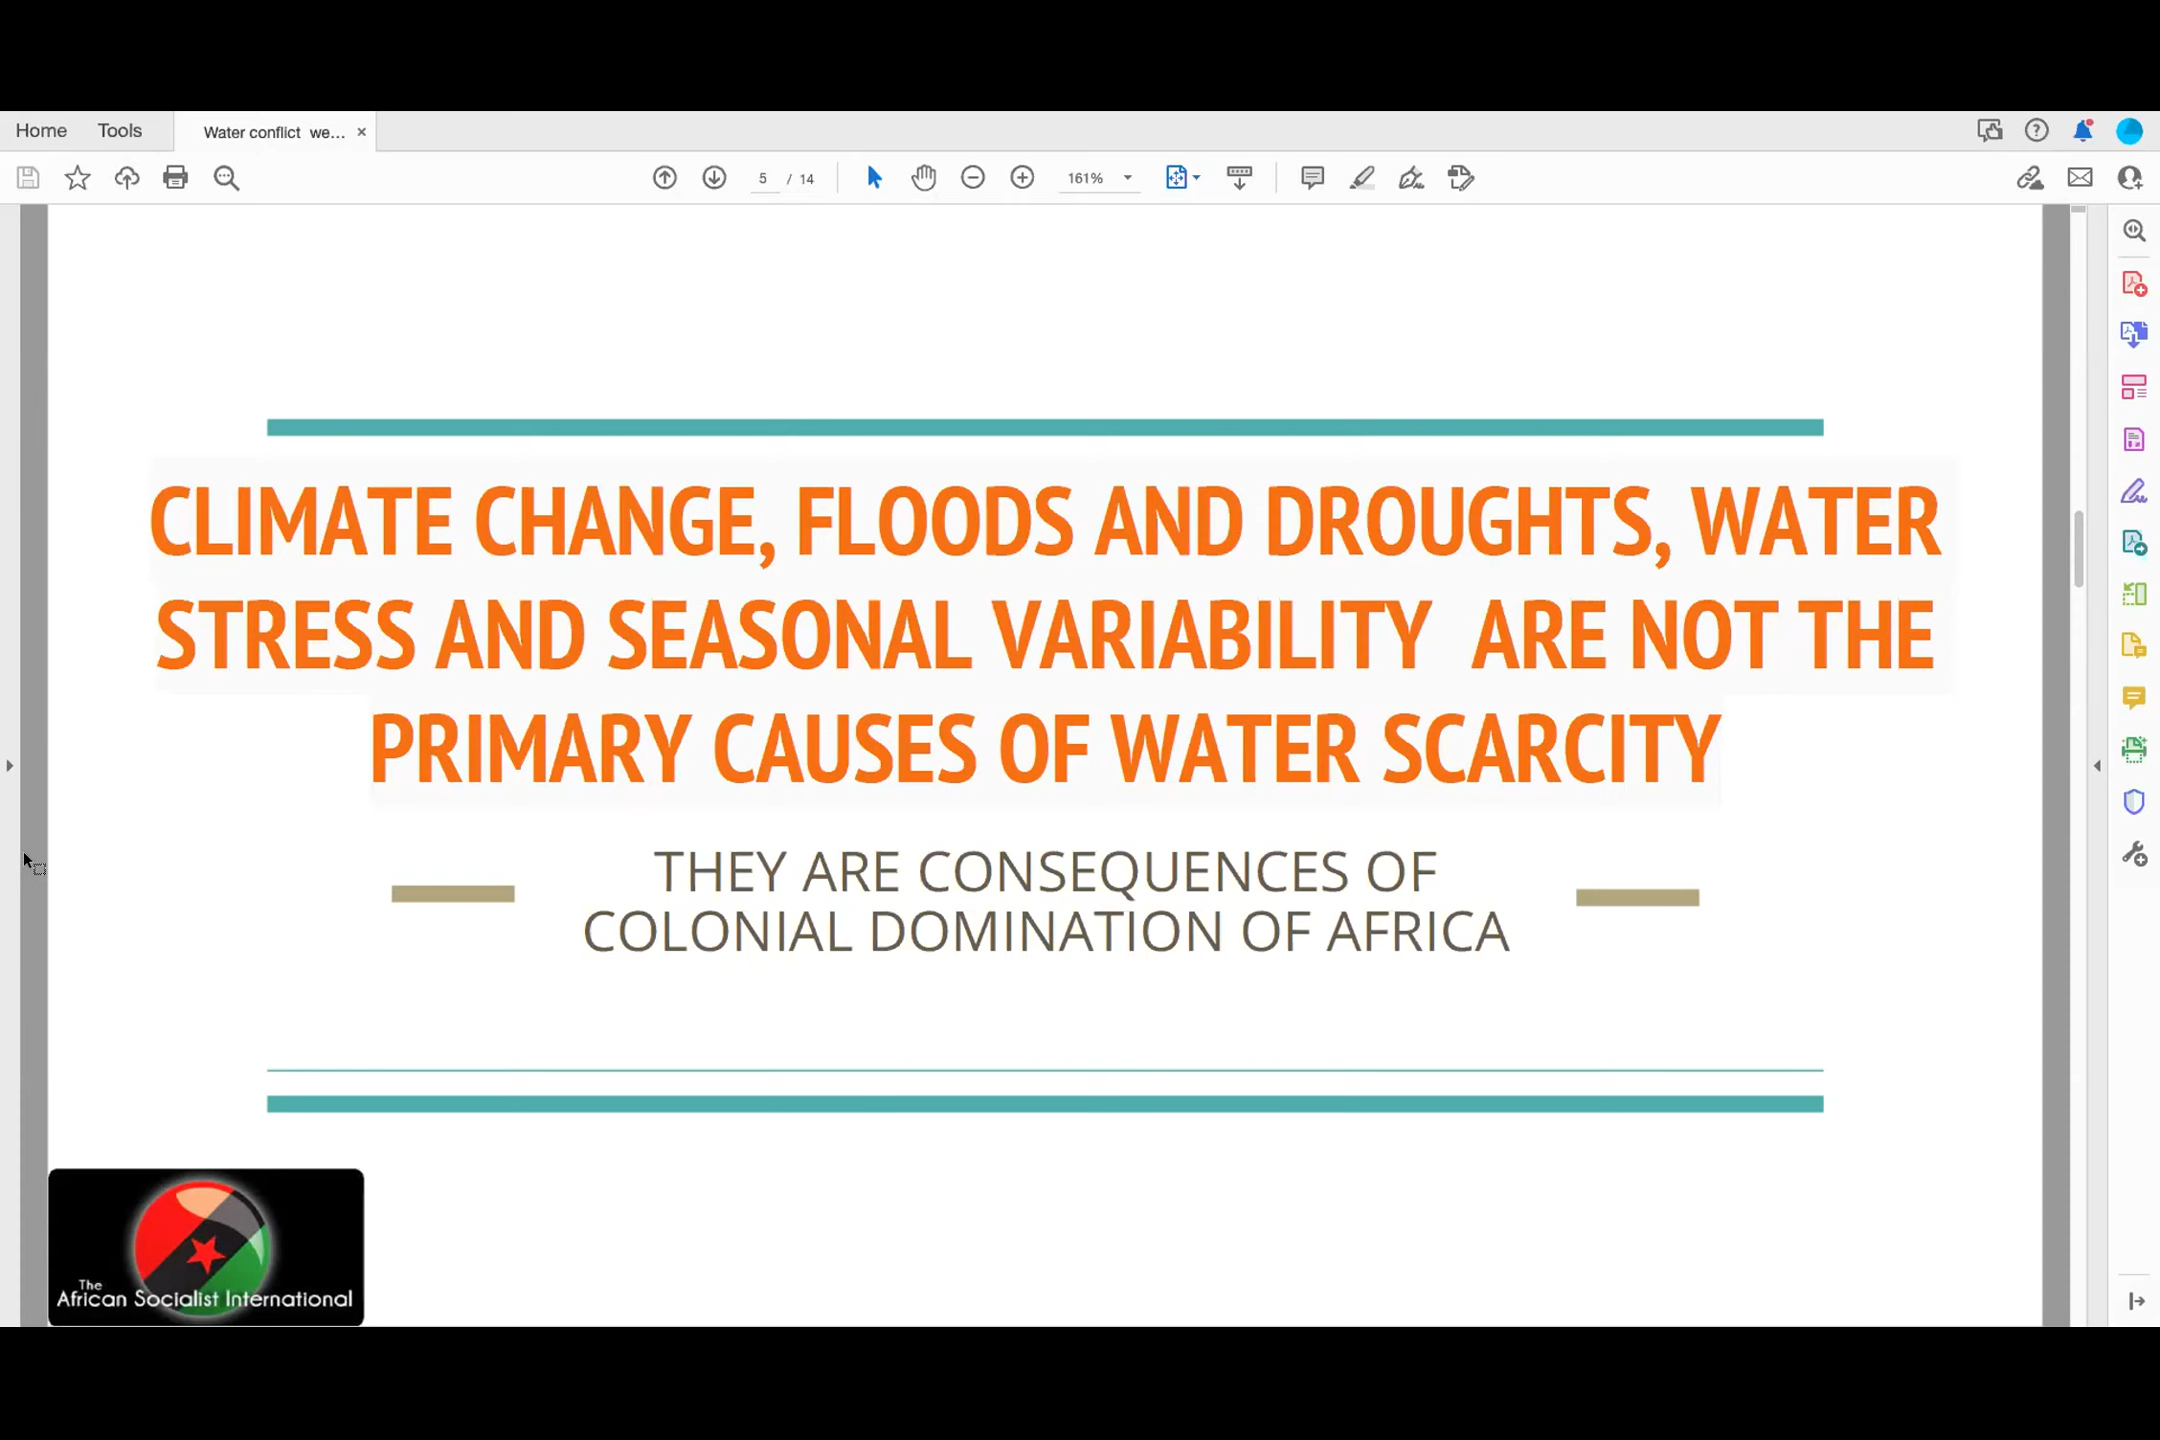 Home Tools Water conflict we... ×
5 / 14 161%
CLIMATE CHANGE, FLOODS AND DROUGHTS, WATER
STRESS AND SEASONAL VARIABILITY ARE NOT THE
PRIMARY CAUSES OF WATER SCARCITY
THEY ARE CONSEQUENCES OF
COLONIAL DOMINATION OF AFRICA
The
African Socialist International